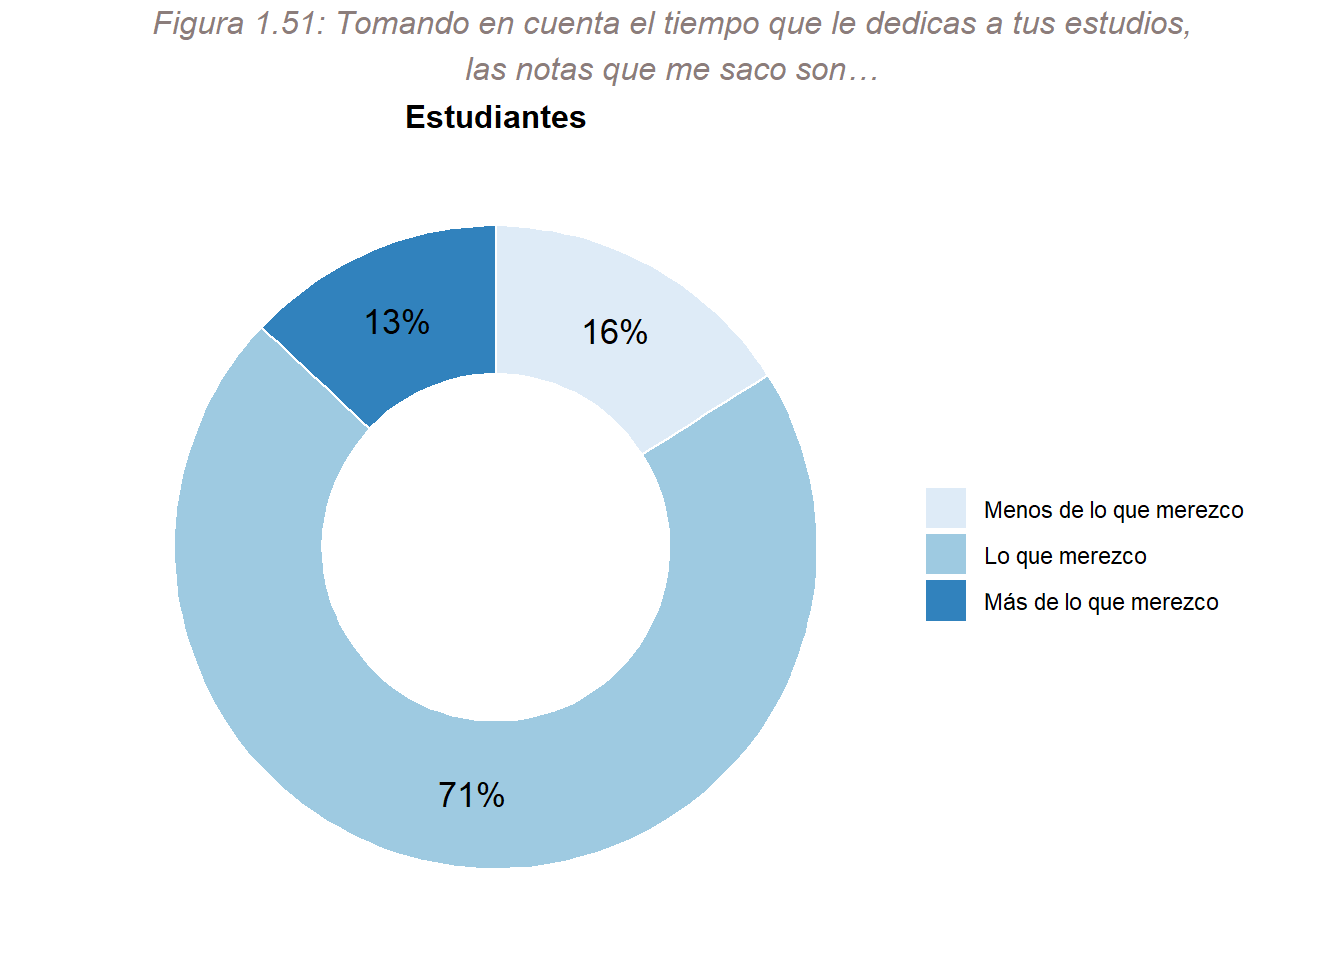 Figura 1.51: Tomando en cuenta el tiempo que le dedicas a tus estudios,
las notas que me saco son…
Estudiantes
13%
16%
71%
Menos de lo que merezco
Lo que merezco
Más de lo que merezco